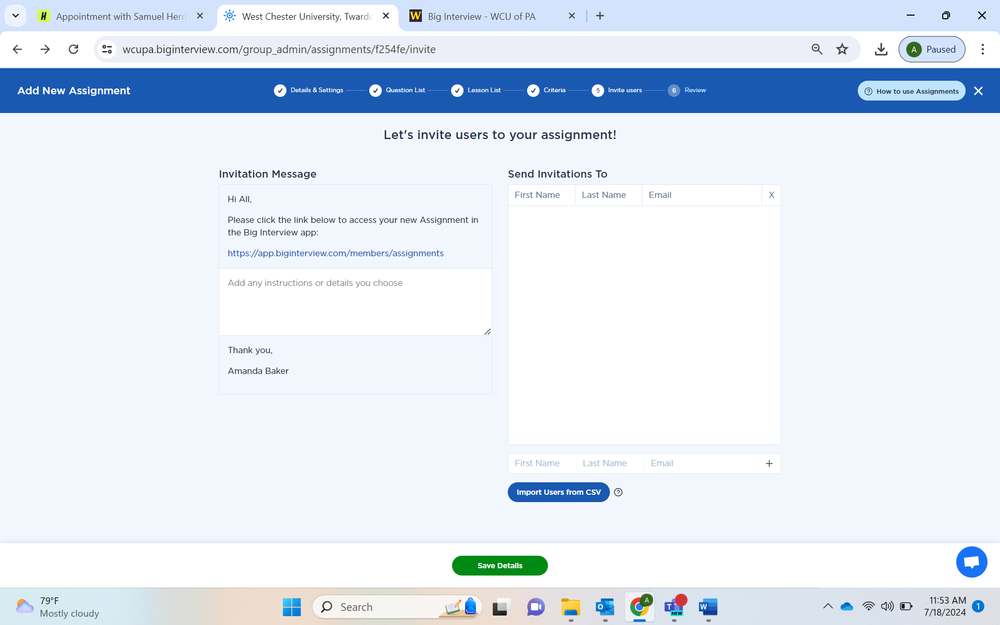 Appointment with Samuel Herri
West Chester University, Twardo
W
Big Interview - WCU of PA
wcupa.biginterview.com/group_admin/assignments/f254fe/invite
A
Paused
Add New Assignment
Details & Settings
Question List
Lesson List
Criteria
5
Invite users
6
Review
? How to use Assignments
Let's invite users to your assignment!
Invitation Message
Hi All,
Please click the link below to access your new Assignment in
the Big Interview app:
https://app.biginterview.com/members/assignments
Add any instructions or details you choose
Thank you,
Amanda Baker
Send Invitations To
First Name
Last Name
Email
X
First Name
Last Name
Email
+
Import Users from CSV
?
Save Details
79°F
Mostly cloudy
Search
O
A
T
NEW
W
11:53 AM
7/18/2024
1